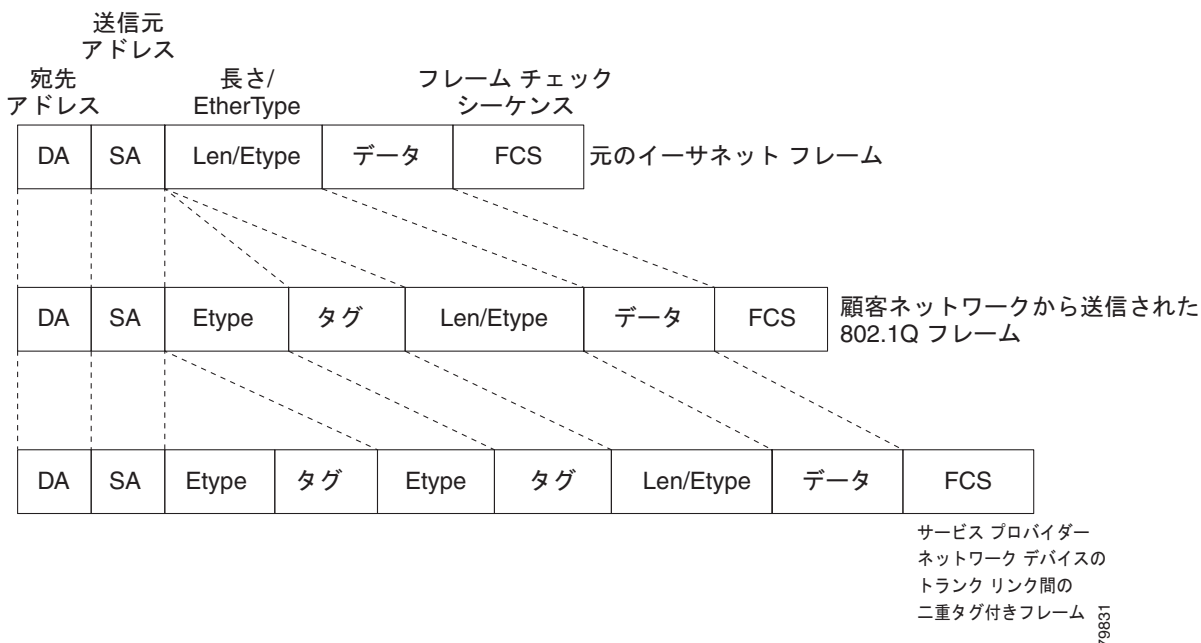 送信元
アドレス
宛先
アドレス
長さ/
EtherType
フレーム チェック
シーケンス
DA SA Len/Etype データ FCS 元のイーサネット フレーム
DA SA Etype タグ Len/Etype データ FCS 顧客ネットワークから送信された
802.1Q フレーム
DA SA Etype タグ Etype タグ Len/Etype データ FCS
サービス プロバイダー
ネットワーク デバイスの
トランク リンク間の
二重タグ付きフレーム
79831